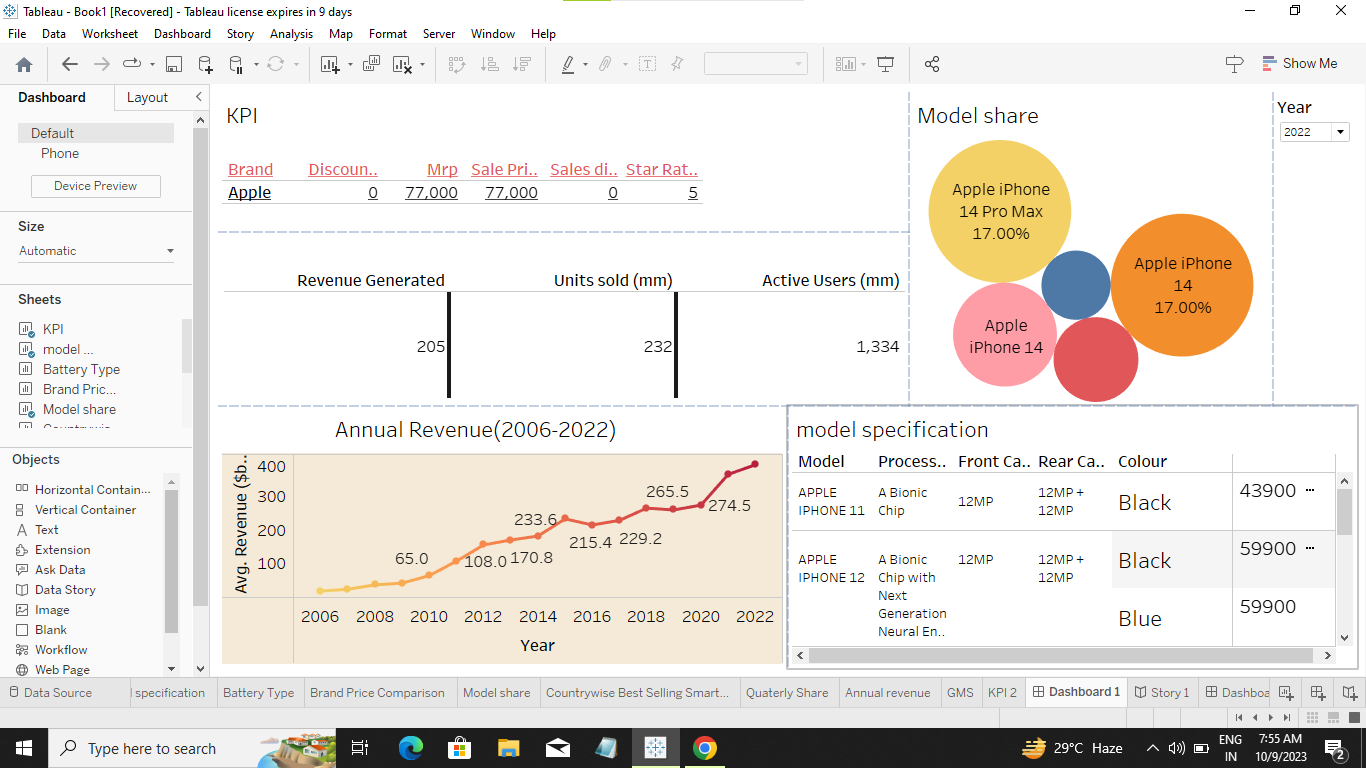 Tableau - Book1 [Recovered] - Tableau license expires in 9 days
File Data Worksheet Dashboard Story Analysis Map Format Server Window Help
Show Me
Dashboard Layout
Default
Phone
Device Preview
Size
Automatic
Sheets
KPI
model ...
Battery Type
Brand Pric...
Model share
Objects
Horizontal Contain...
Vertical Container
Text
Extension
Ask Data
Data Story
Image
Blank
Workflow
Web Page
KPI
Brand Discoun.. Mrp Sale Pri.. Sales di.. Star Rat..
Apple 0 77,000 77,000 0 5
Revenue Generated Units sold (mm) Active Users (mm)
205 232 1,334
Model share
Apple iPhone
14 Pro Max
17.00%
Apple iPhone
14
17.00%
Apple
iPhone 14
Year
2022
Annual Revenue(2006-2022)
Avg. Revenue ($b..
400
300
200
100
65.0
108.0
170.8
233.6
215.4
229.2
265.5
274.5
2006 2008 2010 2012 2014 2016 2018 2020 2022
Year
model specification
Model Process.. Front Ca.. Rear Ca.. Colour
APPLE
IPHONE 11
A Bionic
Chip
12MP
12MP +
12MP
Black
43900
APPLE
IPHONE 12
A Bionic
Chip with
Next
Generation
Neural En..
12MP
12MP +
12MP
Black
59900
Blue
59900
Data Source specification Battery Type Brand Price Comparison Model share Countrywise Best Selling Smart... Quaterly Share Annual revenue GMS KPI 2 Dashboard 1 Story 1 Dashboa
Type here to search
29°C Haze
ENG
IN
7:55 AM
10/9/2023
2